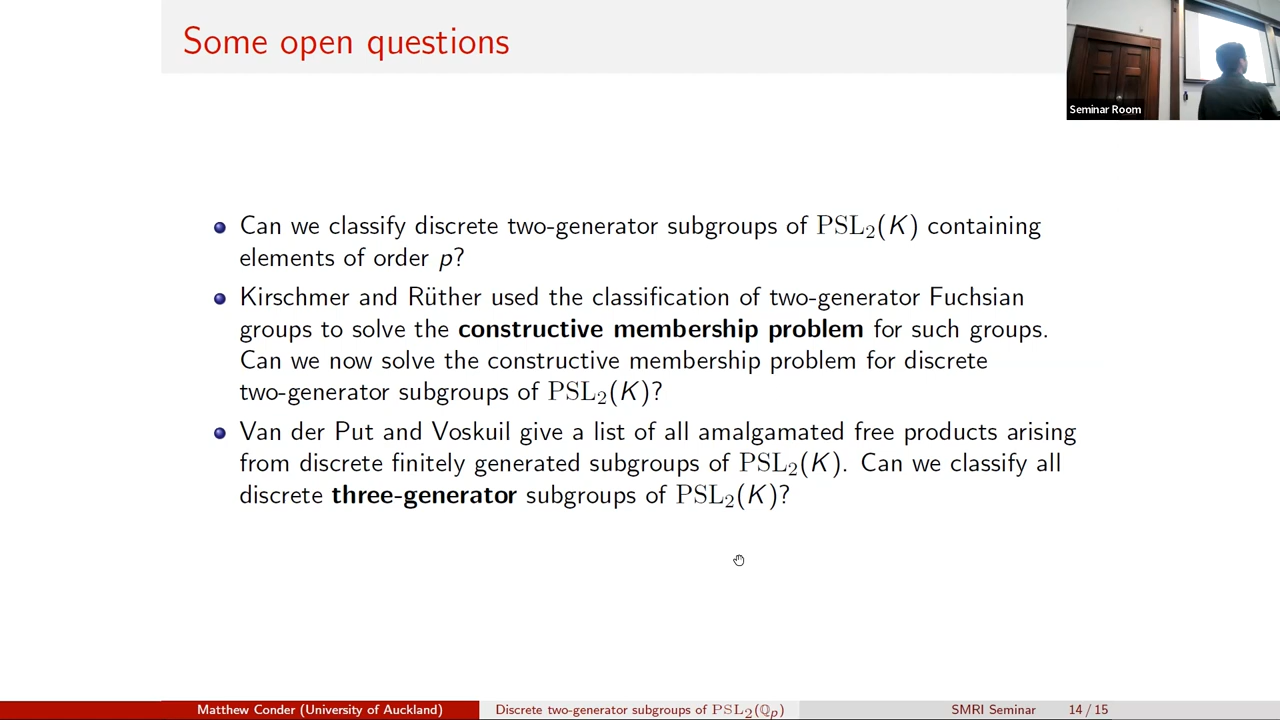 Some open questions
Seminar Room
Can we classify discrete two-generator subgroups of PSL₂(K) containing
elements of order p?
Kirschmer and Rüther used the classification of two-generator Fuchsian
groups to solve the constructive membership problem for such groups.
Can we now solve the constructive membership problem for discrete
two-generator subgroups of PSL₂(K)?
Van der Put and Voskuil give a list of all amalgamated free products arising
from discrete finitely generated subgroups of PSL₂(K). Can we classify all
discrete three-generator subgroups of PSL₂(K)?
Matthew Conder (University of Auckland) Discrete two-generator subgroups of PSL₂(ℚₚ) SMRI Seminar 14 / 15